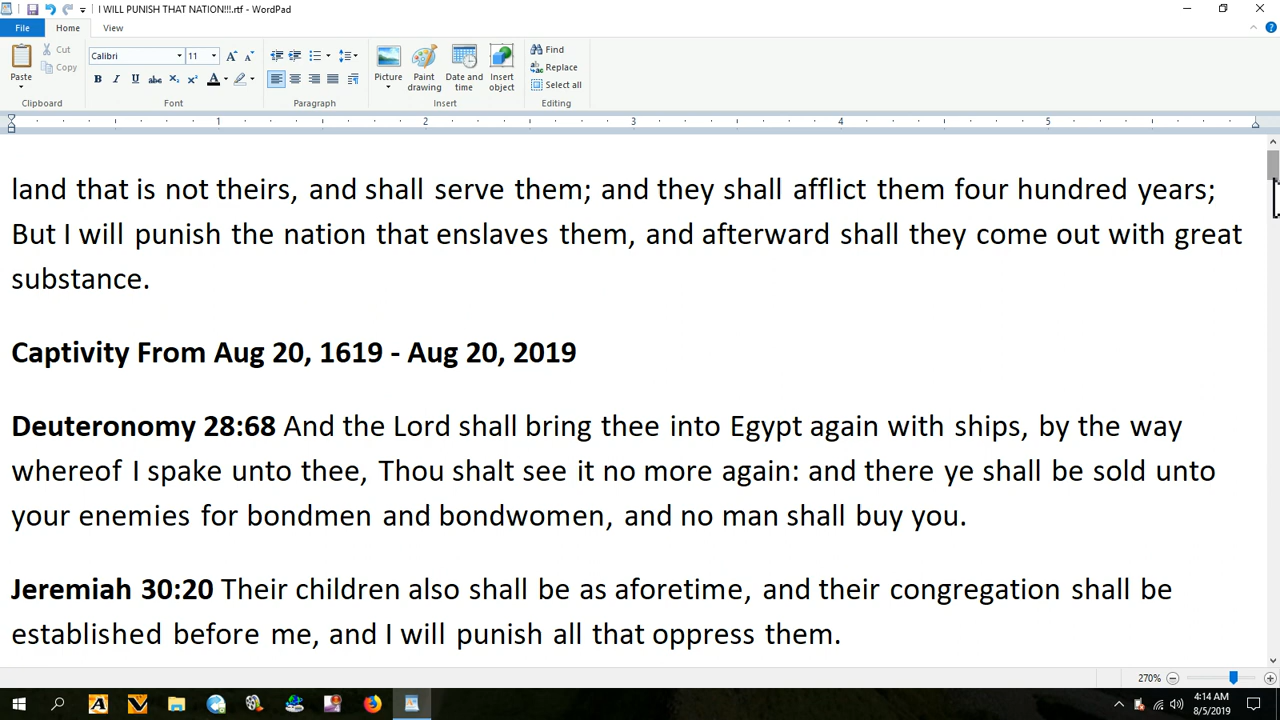 I WILL PUNISH THAT NATION!!!.rtf - WordPad
File Home View
Paste Cut Copy
Clipboard
Calibri 11
B I U abc X₂ X² A
Font
Paragraph
Picture Paint drawing Date and time Insert object
Insert
Find
Replace
Select all
Editing
1 2 3 4 5
land that is not theirs, and shall serve them; and they shall afflict them four hundred years;
But I will punish the nation that enslaves them, and afterward shall they come out with great
substance.
Captivity From Aug 20, 1619 - Aug 20, 2019
Deuteronomy 28:68 And the Lord shall bring thee into Egypt again with ships, by the way
whereof I spake unto thee, Thou shalt see it no more again: and there ye shall be sold unto
your enemies for bondmen and bondwomen, and no man shall buy you.
Jeremiah 30:20 Their children also shall be as aforetime, and their congregation shall be
established before me, and I will punish all that oppress them.
270%
4:14 AM
8/5/2019